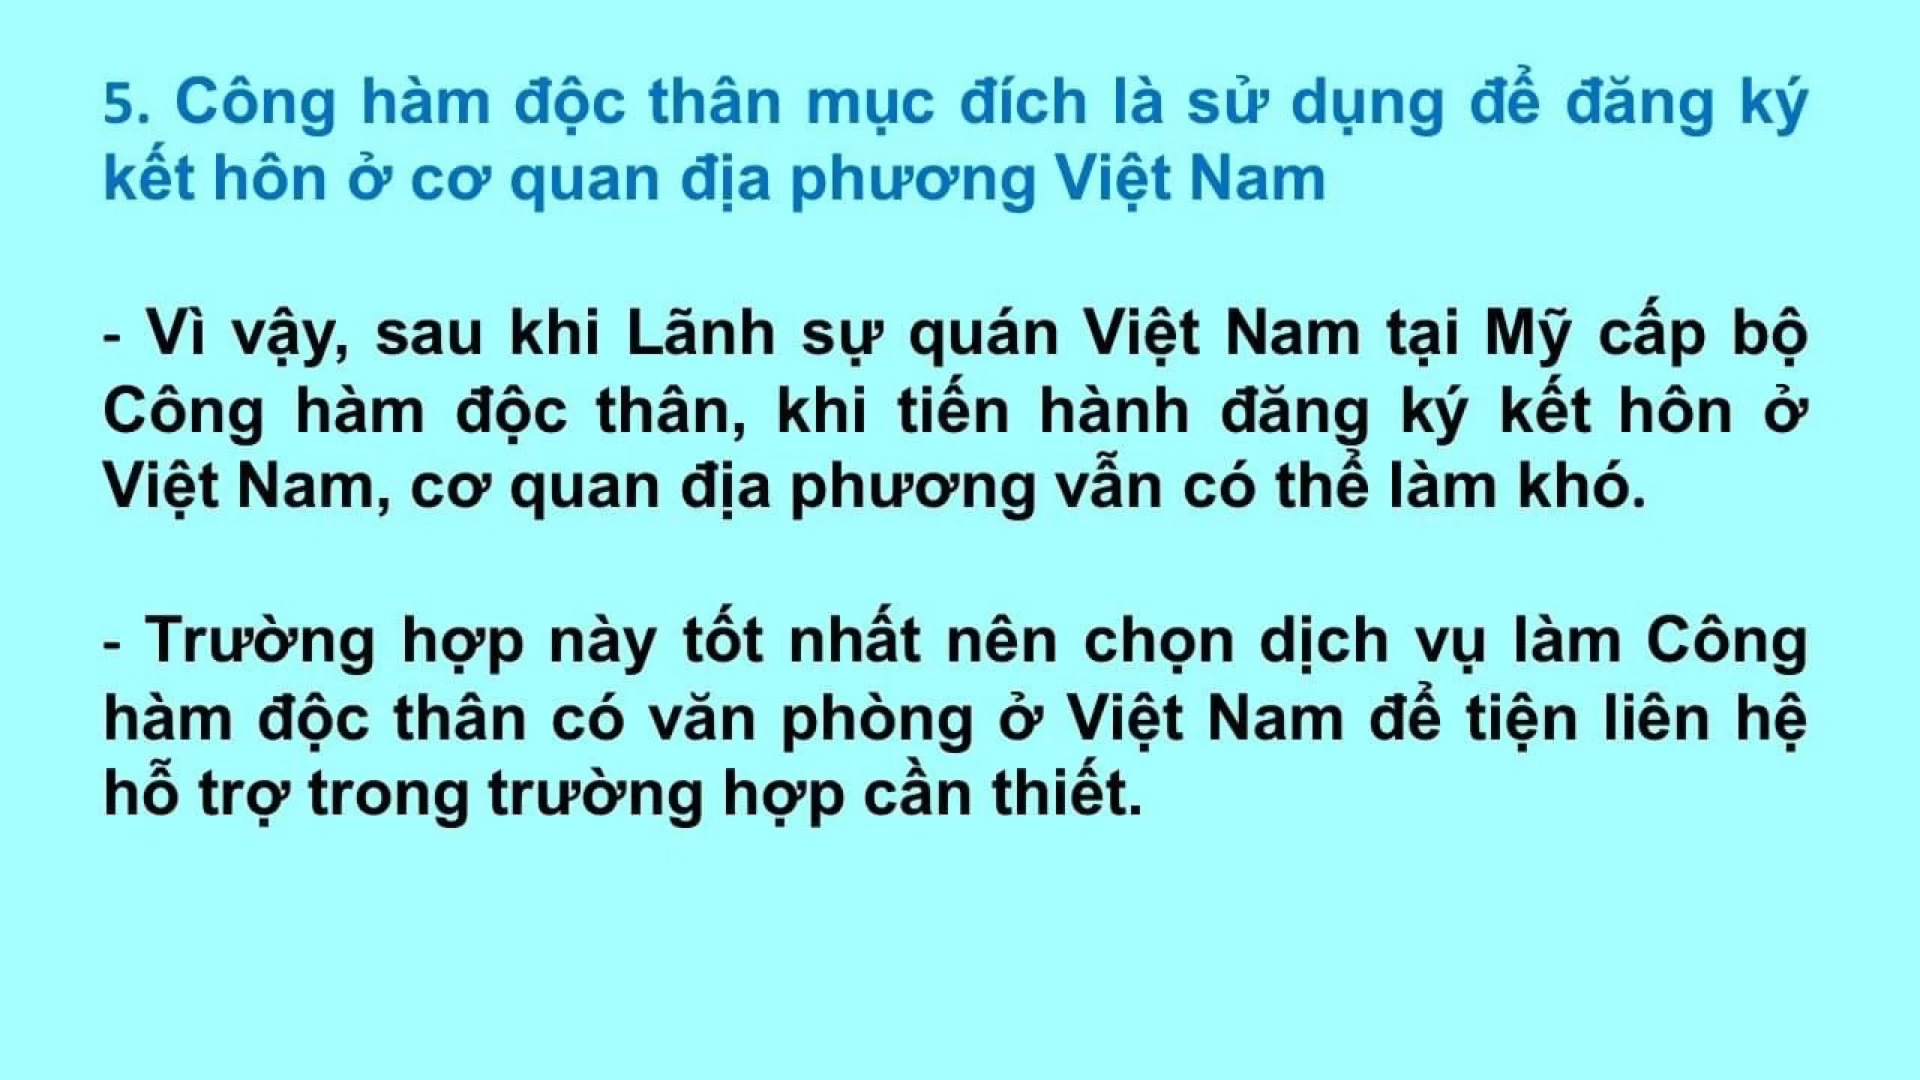 5. Công hàm độc thân mục đích là sử dụng để đăng ký
kết hôn ở cơ quan địa phương Việt Nam
- Vì vậy, sau khi Lãnh sự quán Việt Nam tại Mỹ cấp bộ
Công hàm độc thân, khi tiến hành đăng ký kết hôn ở
Việt Nam, cơ quan địa phương vẫn có thể làm khó.
- Trường hợp này tốt nhất nên chọn dịch vụ làm Công
hàm độc thân có văn phòng ở Việt Nam để tiện liên hệ
hỗ trợ trong trường hợp cần thiết.